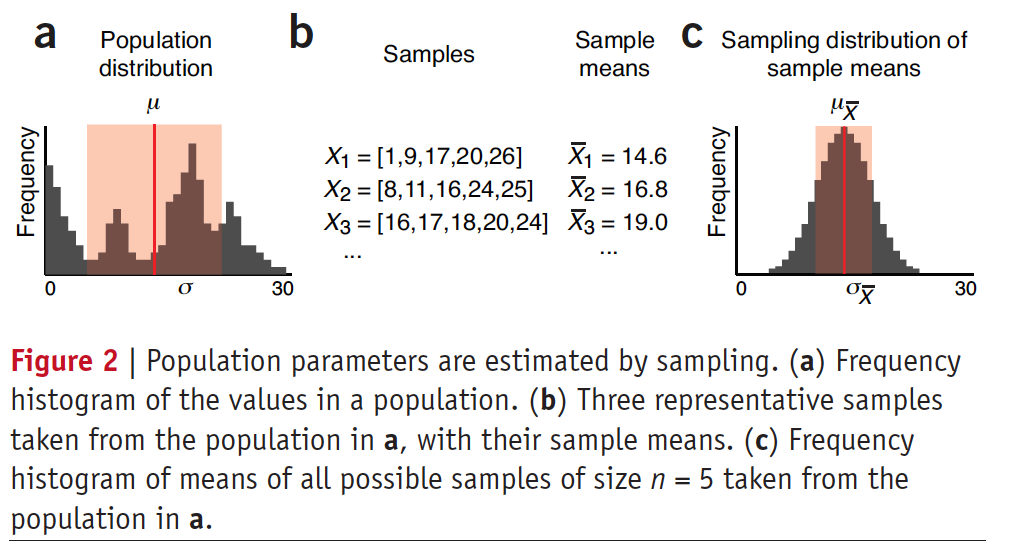 a Population distribution
Frequency
μ
0 σ 30
b Samples Sample means
X1 = [1,9,17,20,26] X̅1 = 14.6
X2 = [8,11,16,24,25] X̅2 = 16.8
X3 = [16,17,18,20,24] X̅3 = 19.0
... ...
c Sampling distribution of sample means
Frequency
μX̅
0 σX̅ 30
Figure 2 | Population parameters are estimated by sampling. (a) Frequency
histogram of the values in a population. (b) Three representative samples
taken from the population in a, with their sample means. (c) Frequency
histogram of means of all possible samples of size n = 5 taken from the
population in a.